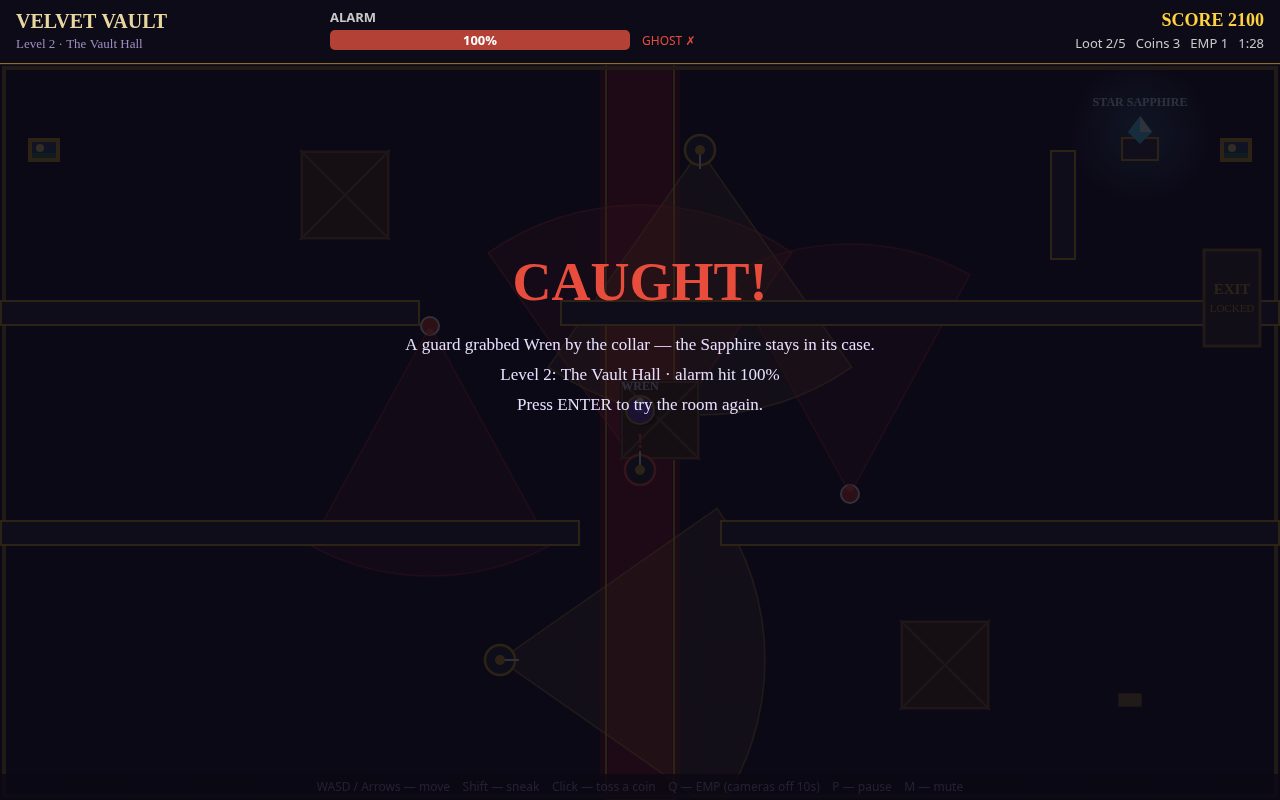 VELVET VAULT
Level 2 · The Vault Hall
ALARM
100%
GHOST ✗
SCORE 2100
Loot 2/5 Coins 3 EMP 1 1:28
STAR SAPPHIRE
EXIT
LOCKED
CAUGHT!
A guard grabbed Wren by the collar — the Sapphire stays in its case.
Level 2: The Vault Hall · alarm hit 100%
WREN
Press ENTER to try the room again.
!
WASD / Arrows — move Shift — sneak Click — toss a coin Q — EMP (cameras off 10s) P — pause M — mute